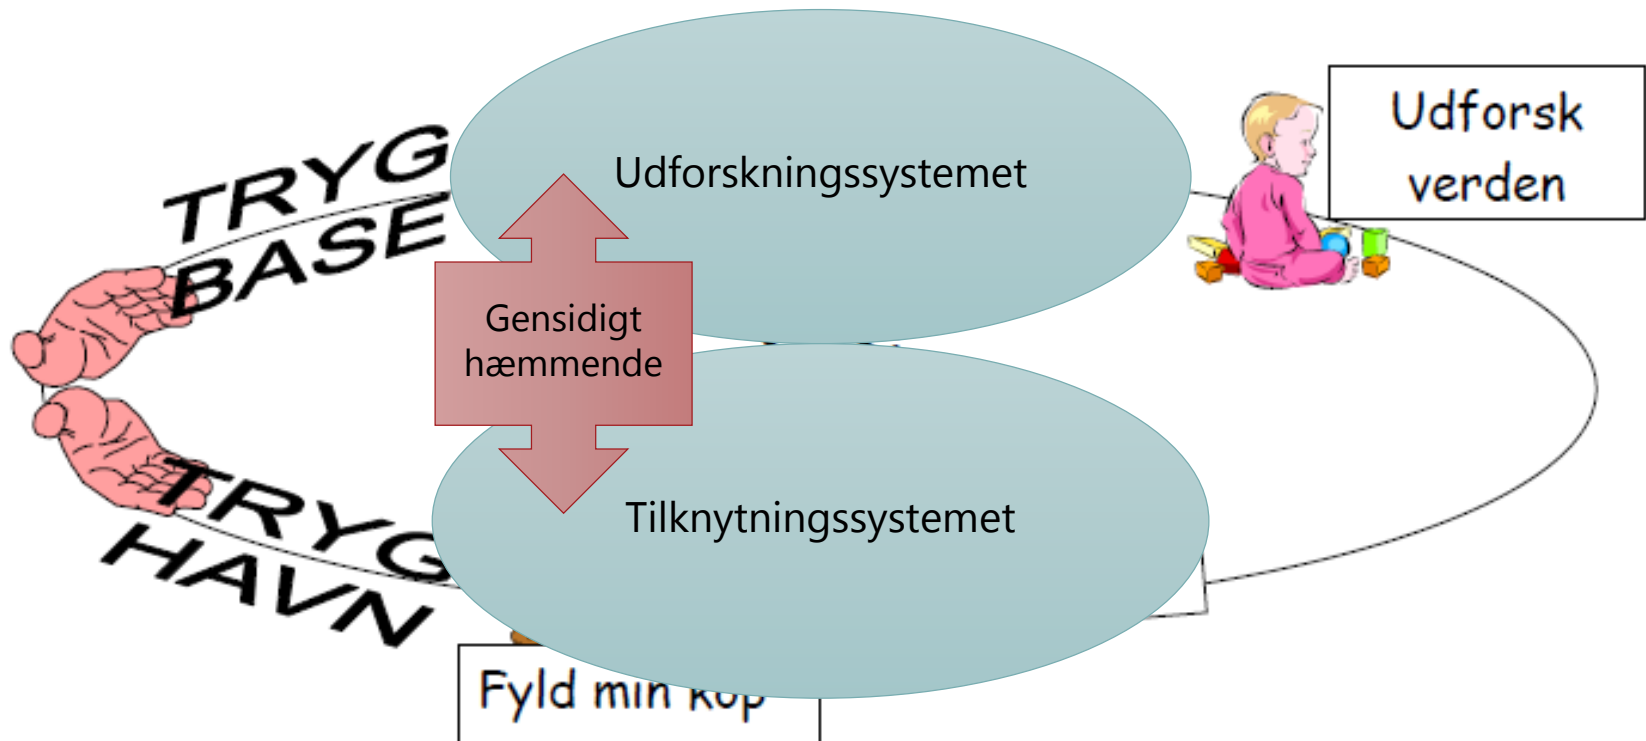 TRYG
BASE
Udforskningssystemet
Udforsk
verden
Gensidigt
hæmmende
Tilknytningssystemet
TRYG
HAVN
Fyld min kop